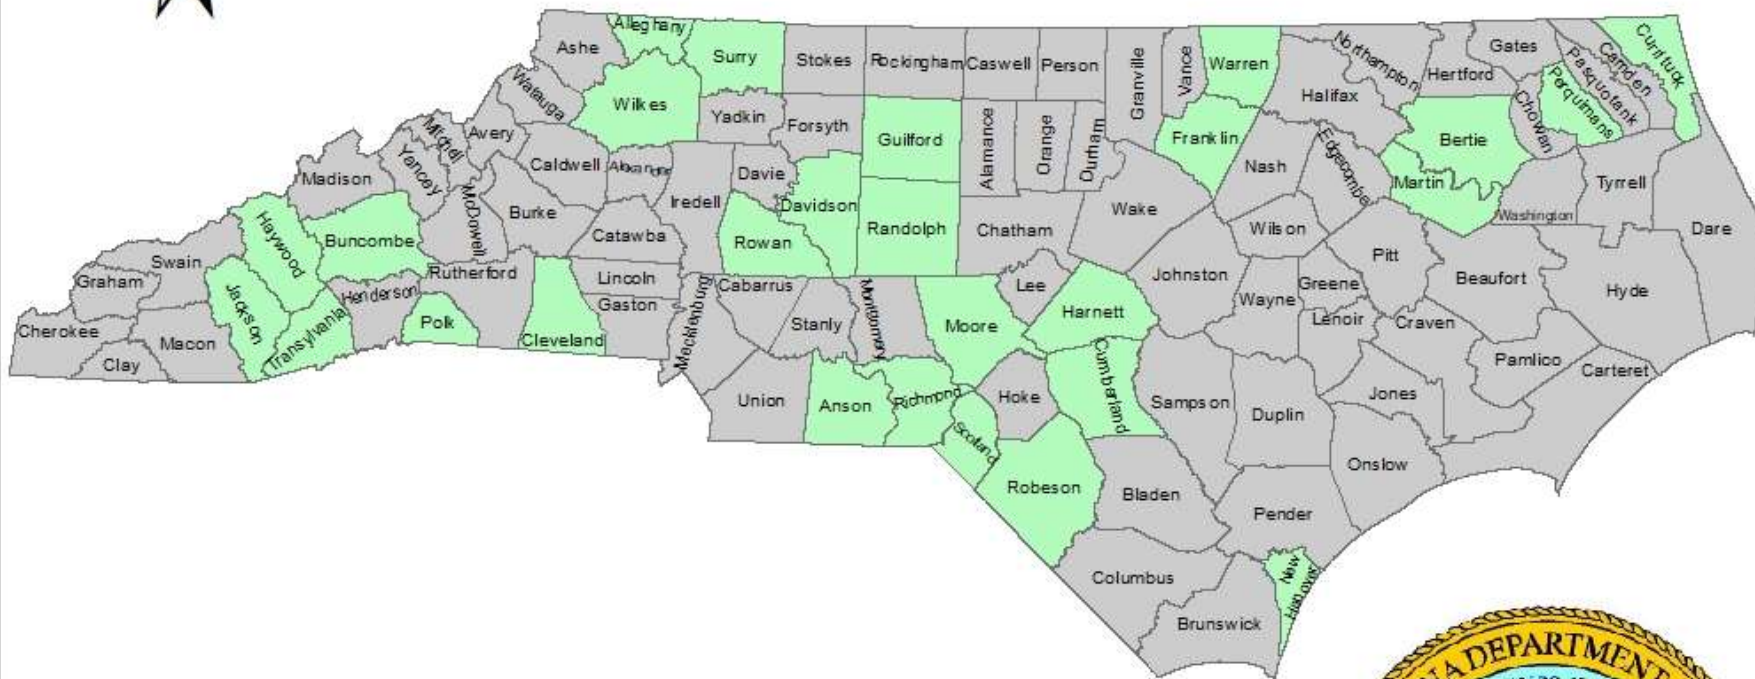 Alleghany
Ashe
Surry
Stokes
Rockingham
Caswell
Person
Granville
Vance
Warren
Northampton
Gates
Hertford
Camden
Currituck
Pasquotank
Perquimans
Chowan
Watauga
Wilkes
Yadkin
Forsyth
Guilford
Alamance
Orange
Durham
Franklin
Halifax
Bertie
Mitchell
Avery
Yancey
Madison
Caldwell
Alexander
Davie
Iredell
Davidson
Randolph
Chatham
Wake
Nash
Edgecombe
Martin
Washington
Tyrrell
Dare
Haywood
Buncombe
McDowell
Burke
Catawba
Rowan
Wilson
Pitt
Beaufort
Hyde
Swain
Graham
Jackson
Transylvania
Henderson
Rutherford
Lincoln
Gaston
Mecklenburg
Cabarrus
Stanly
Montgomery
Moore
Lee
Harnett
Johnston
Wayne
Greene
Lenoir
Craven
Pamlico
Carteret
Cherokee
Clay
Macon
Polk
Cleveland
Union
Anson
Richmond
Scotland
Hoke
Cumberland
Sampson
Duplin
Jones
Onslow
Robeson
Bladen
Pender
Columbus
Brunswick
New
Hanover
NA DEPARTMEN